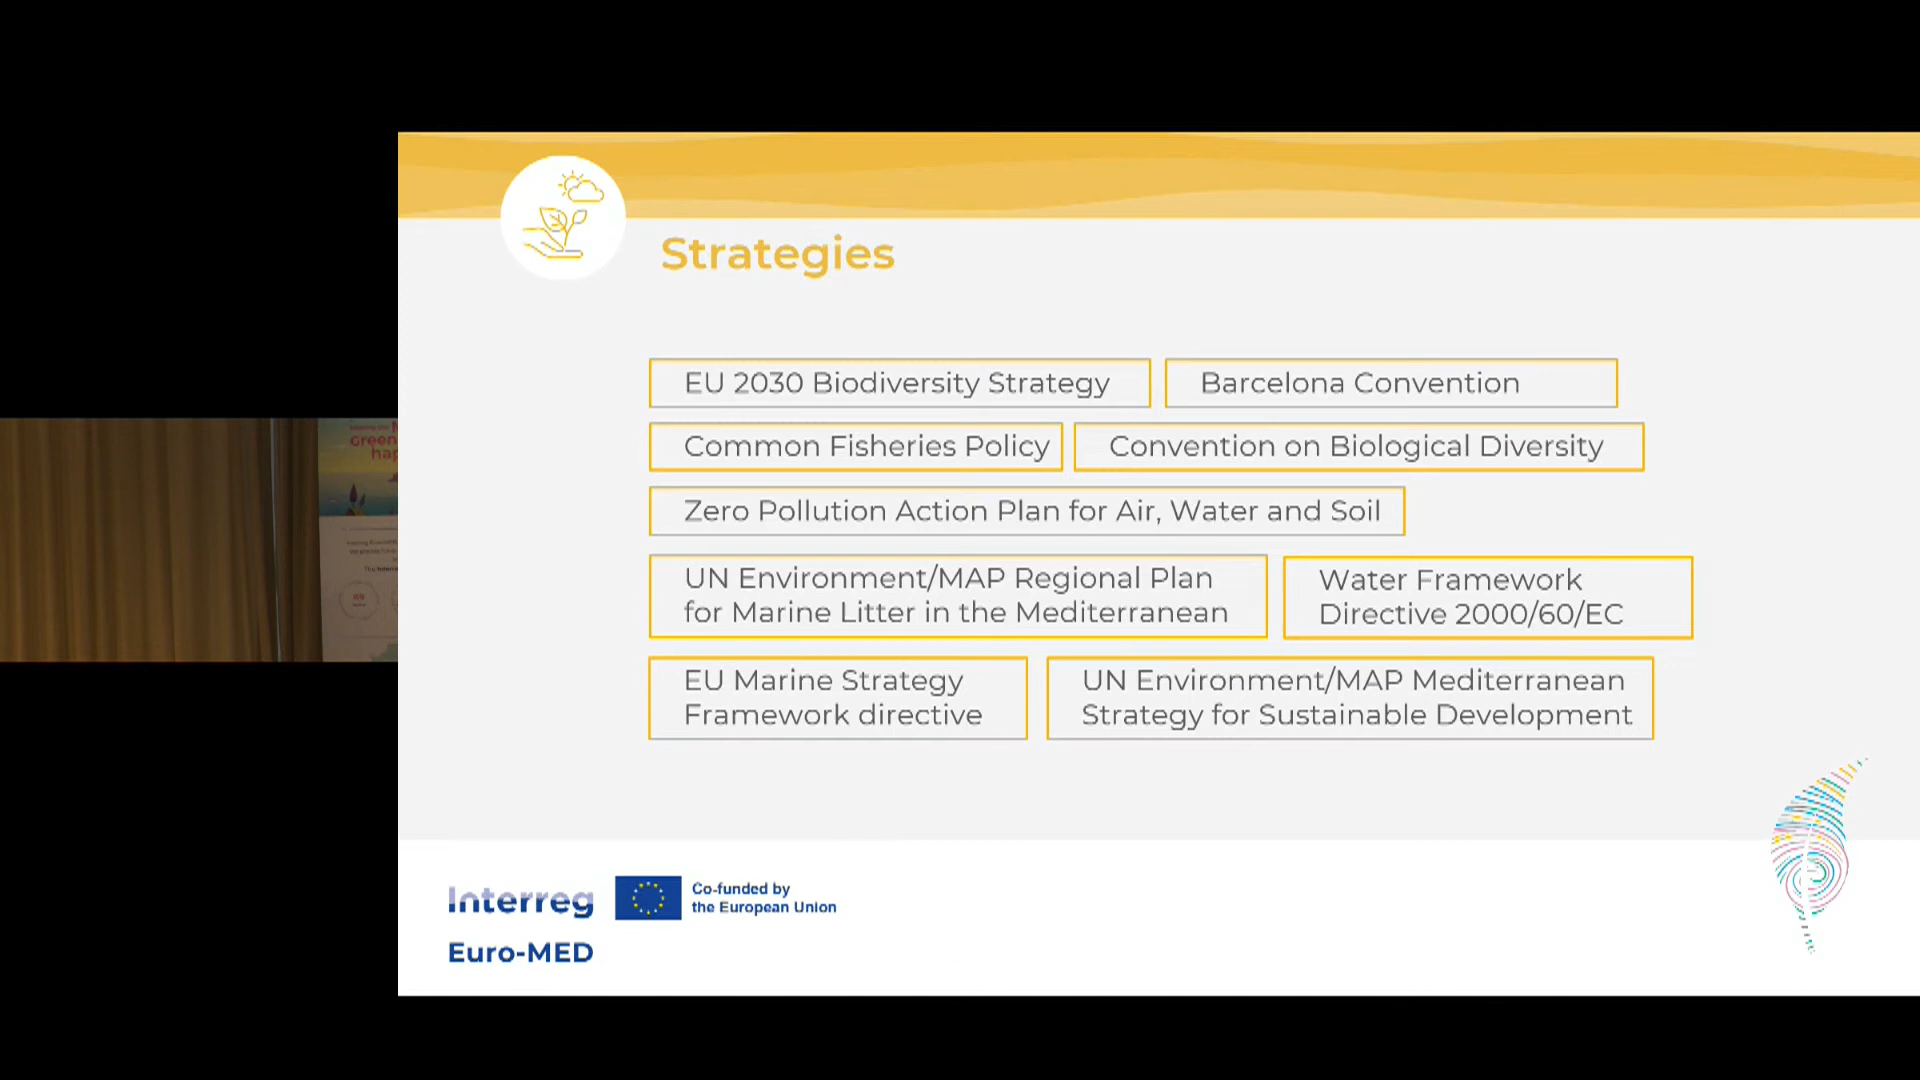 Strategies
EU 2030 Biodiversity Strategy
Barcelona Convention
Common Fisheries Policy
Convention on Biological Diversity
Zero Pollution Action Plan for Air, Water and Soil
UN Environment/MAP Regional Plan
for Marine Litter in the Mediterranean
Water Framework
Directive 2000/60/EC
EU Marine Strategy
Framework directive
UN Environment/MAP Mediterranean
Strategy for Sustainable Development
Interreg
Co-funded by
the European Union
Euro-MED
green